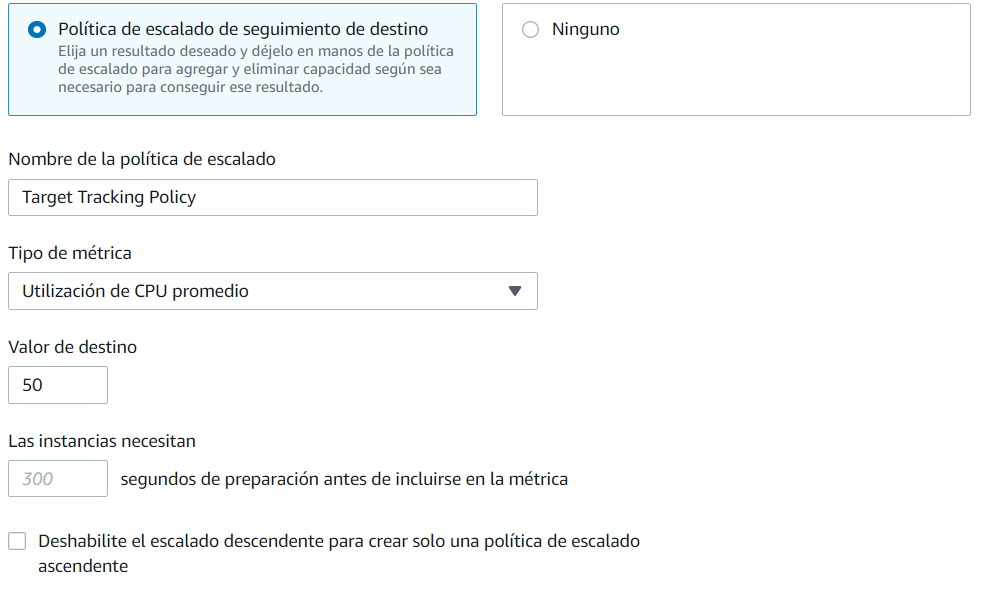 Política de escalado de seguimiento de destino
Elija un resultado deseado y déjelo en manos de la política
de escalado para agregar y eliminar capacidad según sea
necesario para conseguir ese resultado.
Ninguno
Nombre de la política de escalado
Target Tracking Policy
Tipo de métrica
Utilización de CPU promedio
Valor de destino
50
Las instancias necesitan
300 segundos de preparación antes de incluirse en la métrica
Deshabilite el escalado descendente para crear solo una política de escalado
ascendente